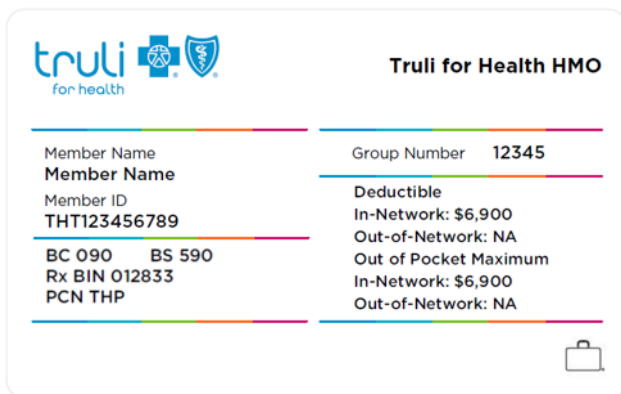 truli
for health
Truli for Health HMO
Member Name
Member Name
Member ID
THT123456789
BC 090 BS 590
Rx BIN 012833
PCN THP
Group Number 12345
Deductible
In-Network: $6,900
Out-of-Network: NA
Out of Pocket Maximum
In-Network: $6,900
Out-of-Network: NA